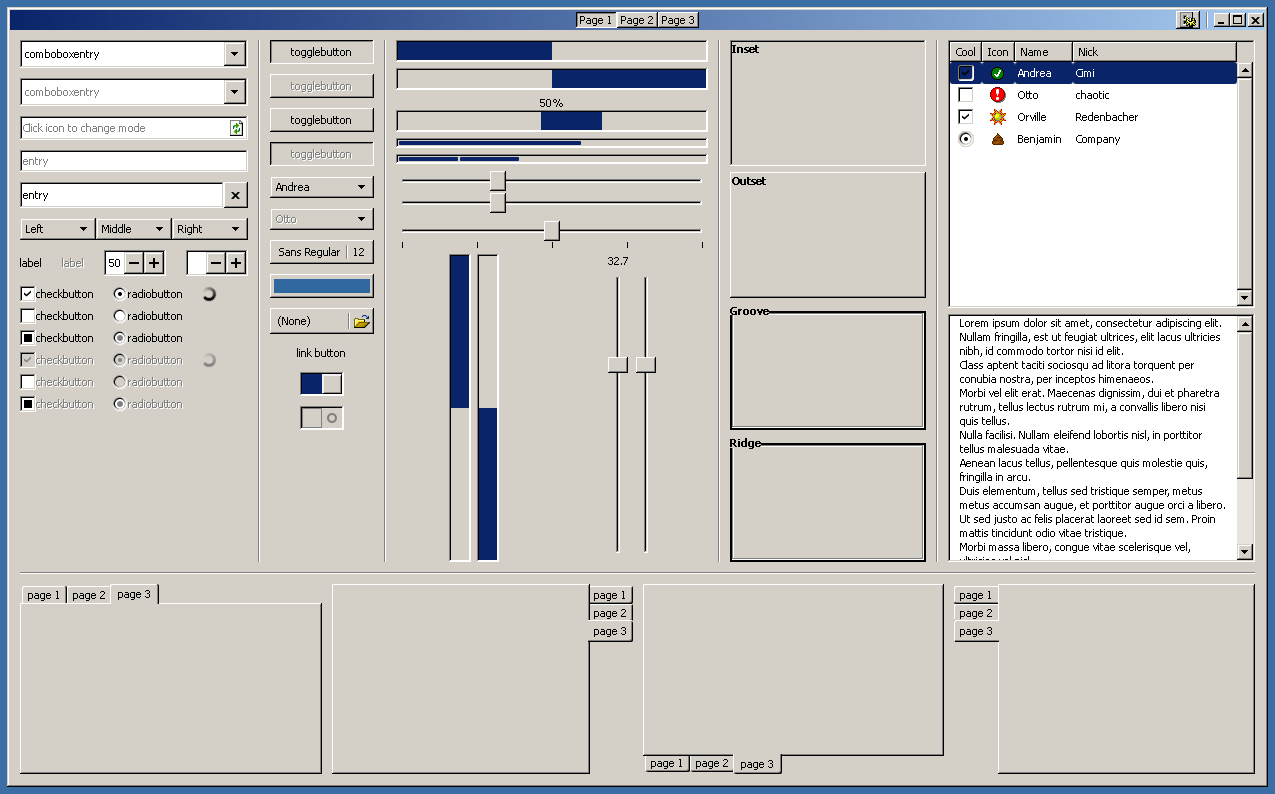 Page 1 Page 2 Page 3
comboboxentry
comboboxentry
Click icon to change mode
entry
entry
Left Middle Right
label label 50
checkbutton radiobutton
checkbutton radiobutton
checkbutton radiobutton
checkbutton radiobutton
checkbutton radiobutton
checkbutton radiobutton
togglebutton
togglebutton
togglebutton
togglebutton
Andrea
Otto
Sans Regular 12
(None)
link button
50%
32.7
Inset
Outset
Groove
Ridge
Cool Icon Name Nick
Andrea Cimi
Otto chaotic
Orville Redenbacher
Benjamin Company
Lorem ipsum dolor sit amet, consectetur adipiscing elit.
Nullam fringilla, est ut feugiat ultrices, elit lacus ultricies
nibh, id commodo tortor nisi id elit.
Class aptent taciti sociosqu ad litora torquent per
conubia nostra, per inceptos himenaeos.
Morbi vel elit erat. Maecenas dignissim, dui et pharetra
rutrum, tellus lectus rutrum mi, a convallis libero nisi
quis tellus.
Nulla facilisi. Nullam eleifend lobortis nisl, in porttitor
tellus malesuada vitae.
Aenean lacus tellus, pellentesque quis molestie quis,
fringilla in arcu.
Duis elementum, tellus sed tristique semper, metus
metus accumsan augue, et porttitor augue orci a libero.
Ut sed justo ac felis placerat laoreet sed id sem. Proin
mattis tincidunt odio vitae tristique.
Morbi massa libero, congue vitae scelerisque vel,
page 1 page 2 page 3
page 1
page 2
page 3
page 1 page 2 page 3
page 1
page 2
page 3